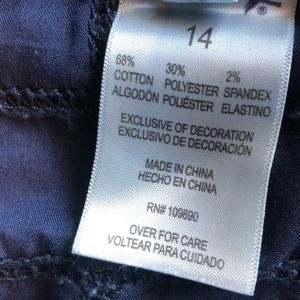 ®
14
68% 30% 2%
COTTON POLYESTER SPANDEX
ALGODÓN POLIÉSTER ELASTINO
EXCLUSIVE OF DECORATION
EXCLUSIVO DE DECORACIÓN
MADE IN CHINA
HECHO EN CHINA
RN# 109890
OVER FOR CARE
VOLTEAR PARA CUIDADO